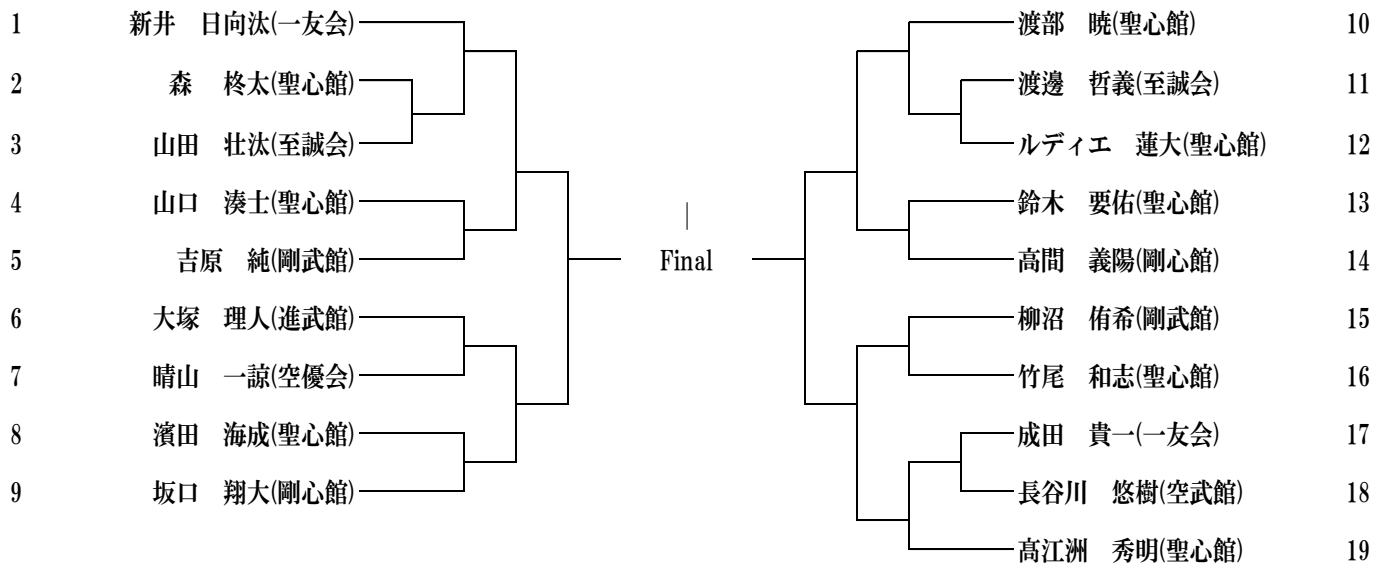 1 新井　日向汰(一友会)
2 森　柊太(聖心館)
3 山田　壮汰(至誠会)
4 山口　湊士(聖心館)
5 吉原　純(剛武館)
6 大塚　理人(進武館)
7 晴山　一諒(空優会)
8 濱田　海成(聖心館)
9 坂口　翔大(剛心館)
｜
Final
渡部　暁(聖心館) 10
渡邊　哲義(至誠会) 11
ルディエ　蓮大(聖心館) 12
鈴木　要佑(聖心館) 13
高間　義陽(剛心館) 14
柳沼　侑希(剛武館) 15
竹尾　和志(聖心館) 16
成田　貴一(一友会) 17
長谷川　悠樹(空武館) 18
髙江洲　秀明(聖心館) 19